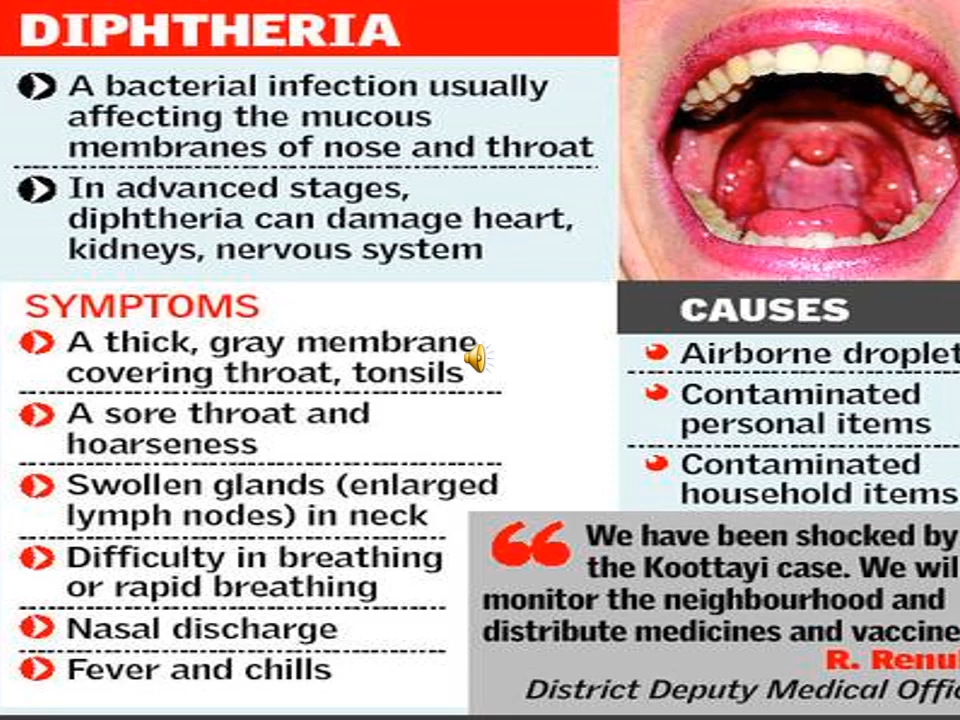 DIPHTHERIA
A bacterial infection usually
affecting the mucous
membranes of nose and throat
In advanced stages,
diphtheria can damage heart,
kidneys, nervous system
SYMPTOMS
A thick, gray membrane
covering throat, tonsils
A sore throat and
hoarseness
Swollen glands (enlarged
lymph nodes) in neck
Difficulty in breathing
or rapid breathing
Nasal discharge
Fever and chills
CAUSES
Airborne droplet
Contaminated
personal items
Contaminated
household items
“ We have been shocked by
the Koottayi case. We wil
monitor the neighbourhood and
distribute medicines and vaccine
R. Renu
District Deputy Medical Offic